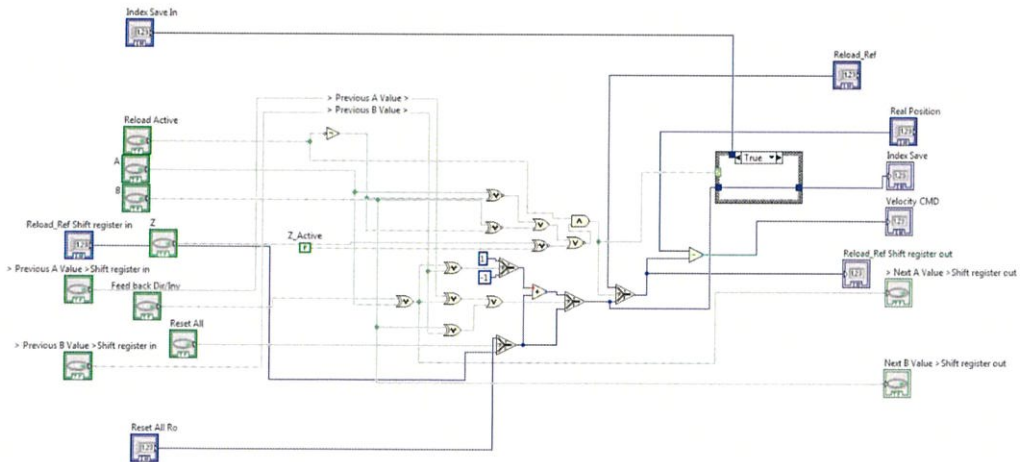 Index Save In
Reload_Ref
> Previous A Value >
> Previous B Value >
Real Position
Reload Active
True
Index Save
A
B
Velocity CMD
Reload_Ref Shift register in
Z
Z_Active
F
Reload_Ref Shift register out
1
-1
> Previous A Value >Shift register in
> Next A Value >Shift register out
Feed back Dir/Inv
Reset All
> Previous B Value >Shift register in
Next B Value > Shift register out
Reset All Ro